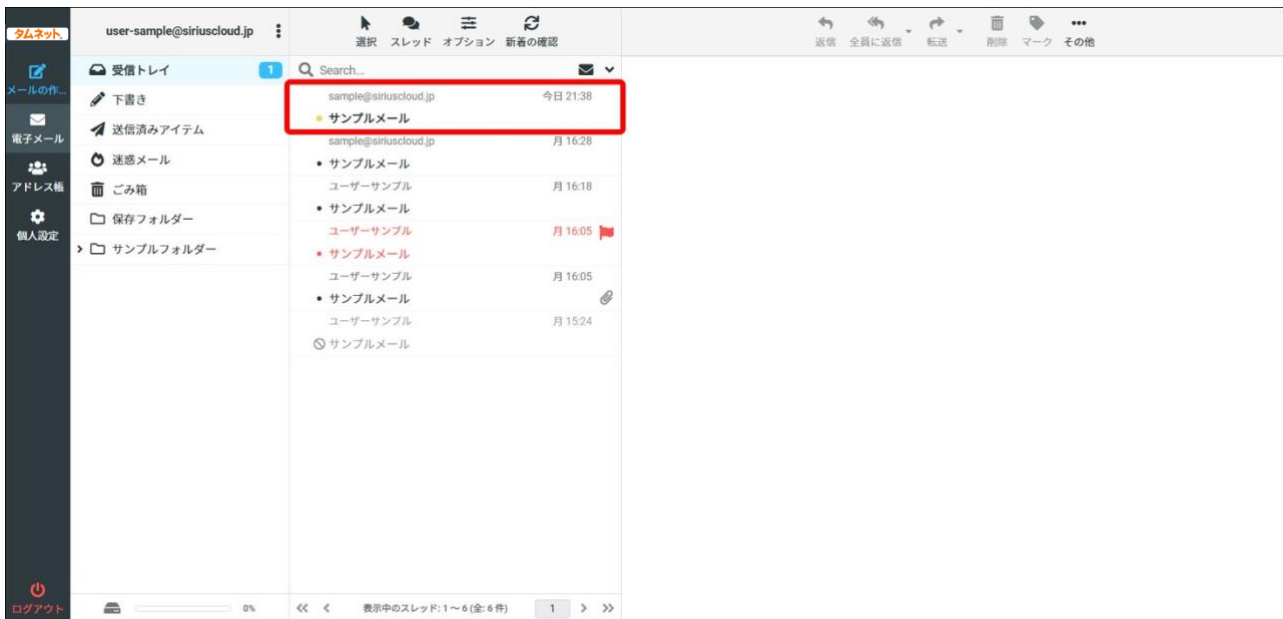 タムネット
メールの作...
電子メール
アドレス帳
個人設定
ログアウト
user-sample@siriuscloud.jp
受信トレイ 1
下書き
送信済みアイテム
迷惑メール
ごみ箱
保存フォルダー
サンプルフォルダー
0%
選択 スレッド オプション 新着の確認
Search...
sample@siriuscloud.jp 今日 21:38
サンプルメール
sample@siriuscloud.jp 月 16:28
サンプルメール
ユーザーサンプル 月 16:18
サンプルメール
ユーザーサンプル 月 16:05
サンプルメール
ユーザーサンプル 月 16:05
サンプルメール
ユーザーサンプル 月 15:24
サンプルメール
表示中のスレッド: 1 ～ 6 (全: 6 件) 1
返信 全員に返信 転送 削除 マーク その他